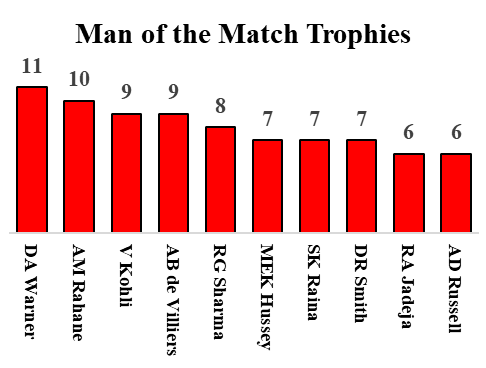 Man of the Match Trophies
11
10
9
9
8
7
7
7
6
6
DA Warner
AM Rahane
V Kohli
AB de Villiers
RG Sharma
MEK Hussey
SK Raina
DR Smith
RA Jadeja
AD Russell